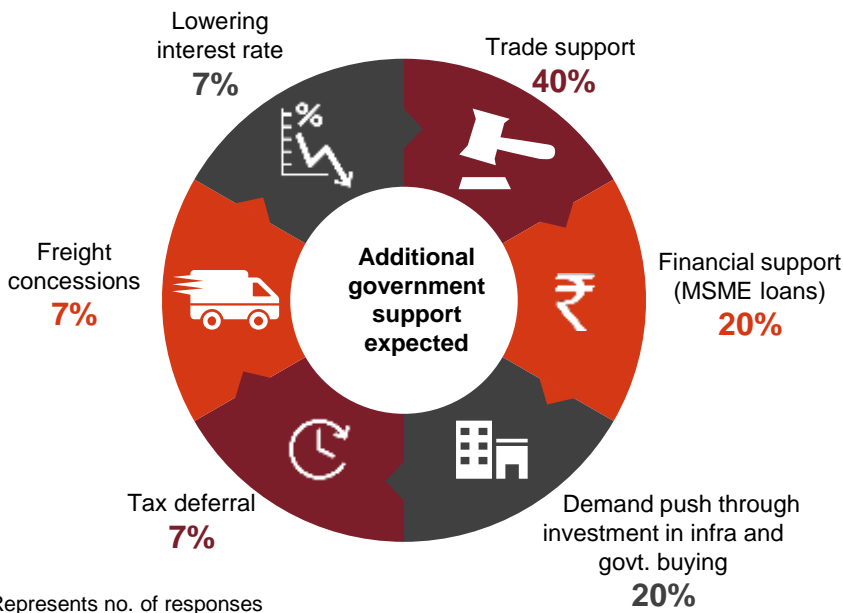 Lowering
interest rate
7%
Trade support
40%
Freight
concessions
7%
Additional
government
support
expected
Financial support
(MSME loans)
20%
Tax deferral
7%
Demand push through
investment in infra and
govt. buying
20%
%
₹
Represents no. of responses